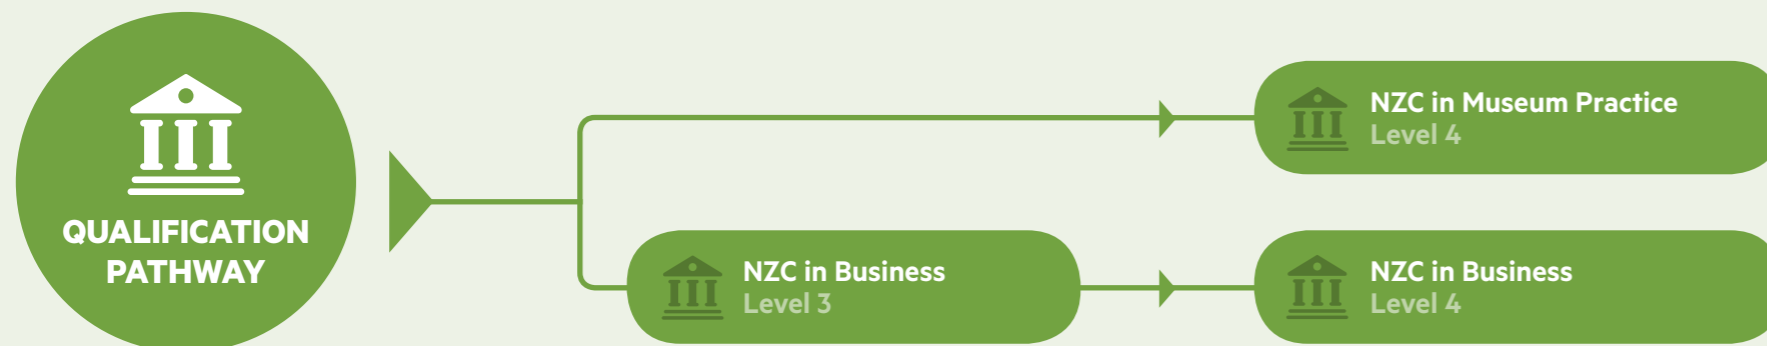 QUALIFICATION
PATHWAY
NZC in Museum Practice
Level 4
NZC in Business
Level 3
NZC in Business
Level 4